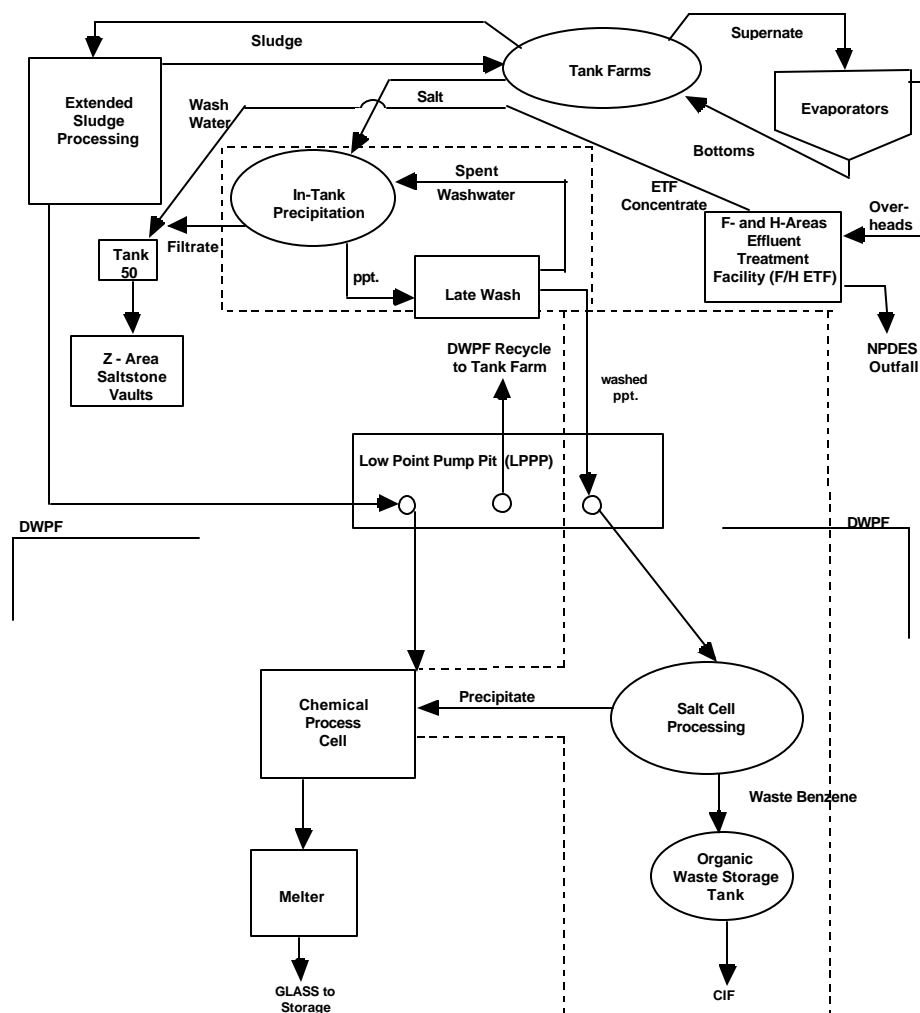 Sludge
Supernate
Tank Farms
Extended
Sludge
Processing
Wash
Water
Salt
Evaporators
Bottoms
Spent
Washwater
ETF
Concentrate
In-Tank
Precipitation
Over-
heads
F- and H-Areas
Effluent
Treatment
Facility (F/H ETF)
Filtrate
Tank
50
ppt.
Late Wash
DWPF Recycle
to Tank Farm
NPDES
Outfall
Z - Area
Saltstone
Vaults
washed
ppt.
Low Point Pump Pit (LPPP)
DWPF
DWPF
Chemical
Process
Cell
Precipitate
Salt Cell
Processing
Waste Benzene
Organic
Waste Storage
Tank
Melter
GLASS to
Storage
CIF